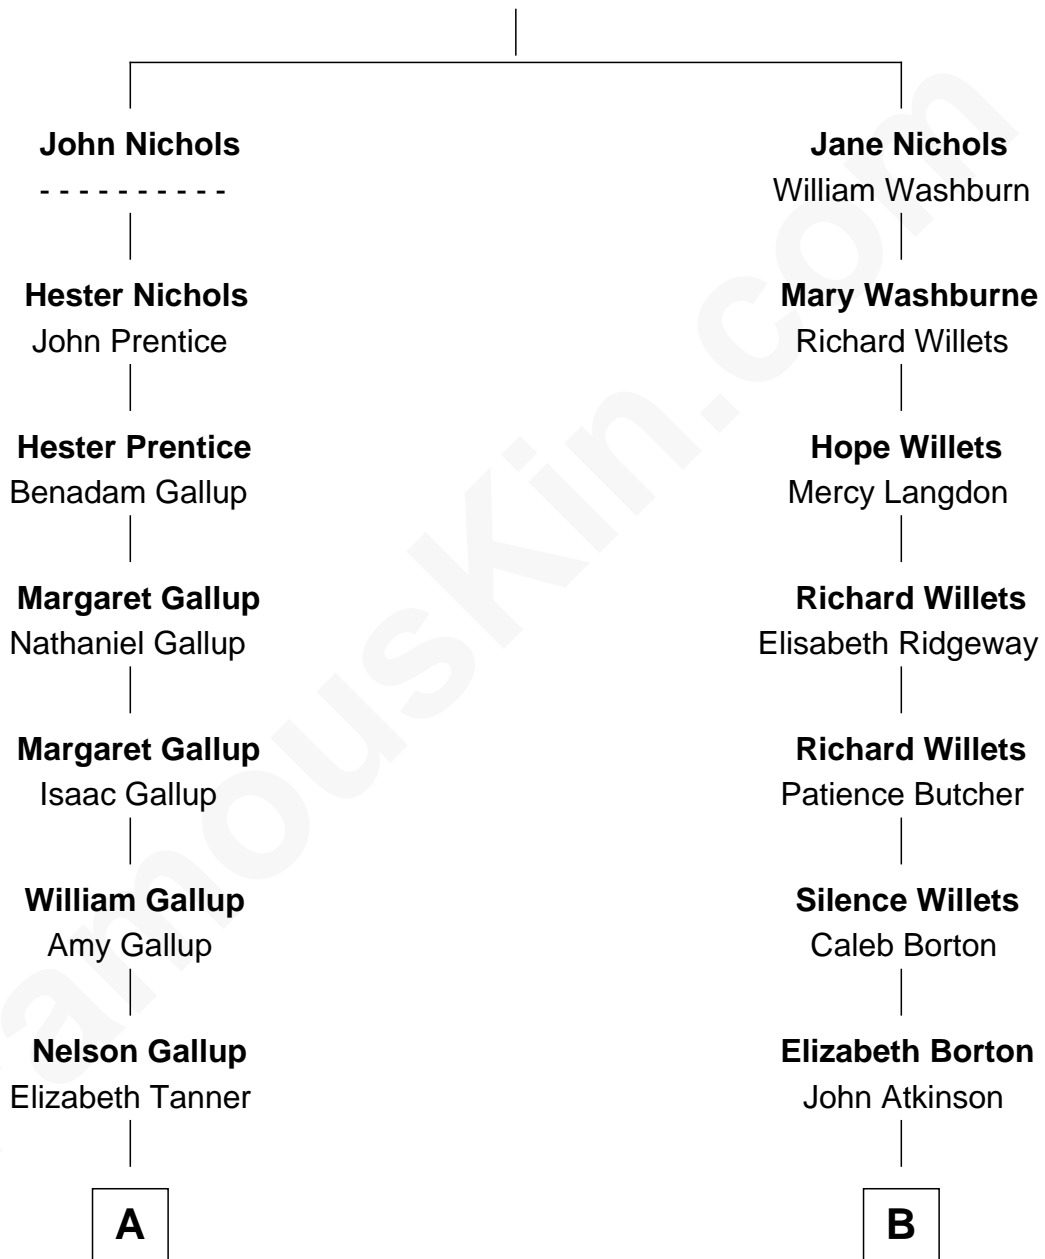 John Nichols
- - - - - - - - - -
Hester Nichols
John Prentice
Hester Prentice
Benadam Gallup
Margaret Gallup
Nathaniel Gallup
Margaret Gallup
Isaac Gallup
William Gallup
Amy Gallup
Nelson Gallup
Elizabeth Tanner
A
Jane Nichols
William Washburn
Mary Washburne
Richard Willets
Hope Willets
Mercy Langdon
Richard Willets
Elisabeth Ridgeway
Richard Willets
Patience Butcher
Silence Willets
Caleb Borton
Elizabeth Borton
John Atkinson
B
amousKin.com